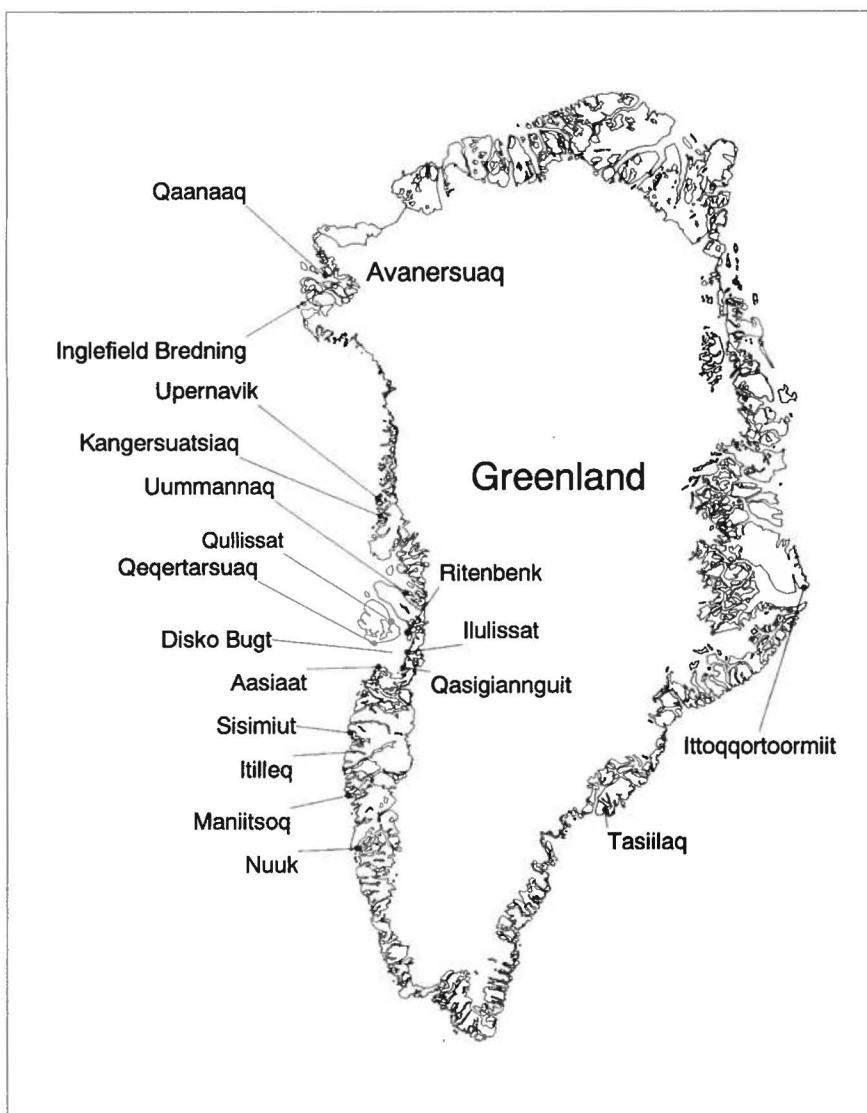 Qaanaaq
Avanersuaq
Inglefield Bredning
Upernavik
Kangersuatsiaq
Greenland
Uummannaq
Qullissat
Qeqertarsuaq
Ritenbenk
Disko Bugt
Ilulissat
Aasiaat
Qasigiannguit
Sisimiut
Ittoqqortoormiit
Itilleq
Maniitsoq
Tasiilaq
Nuuk